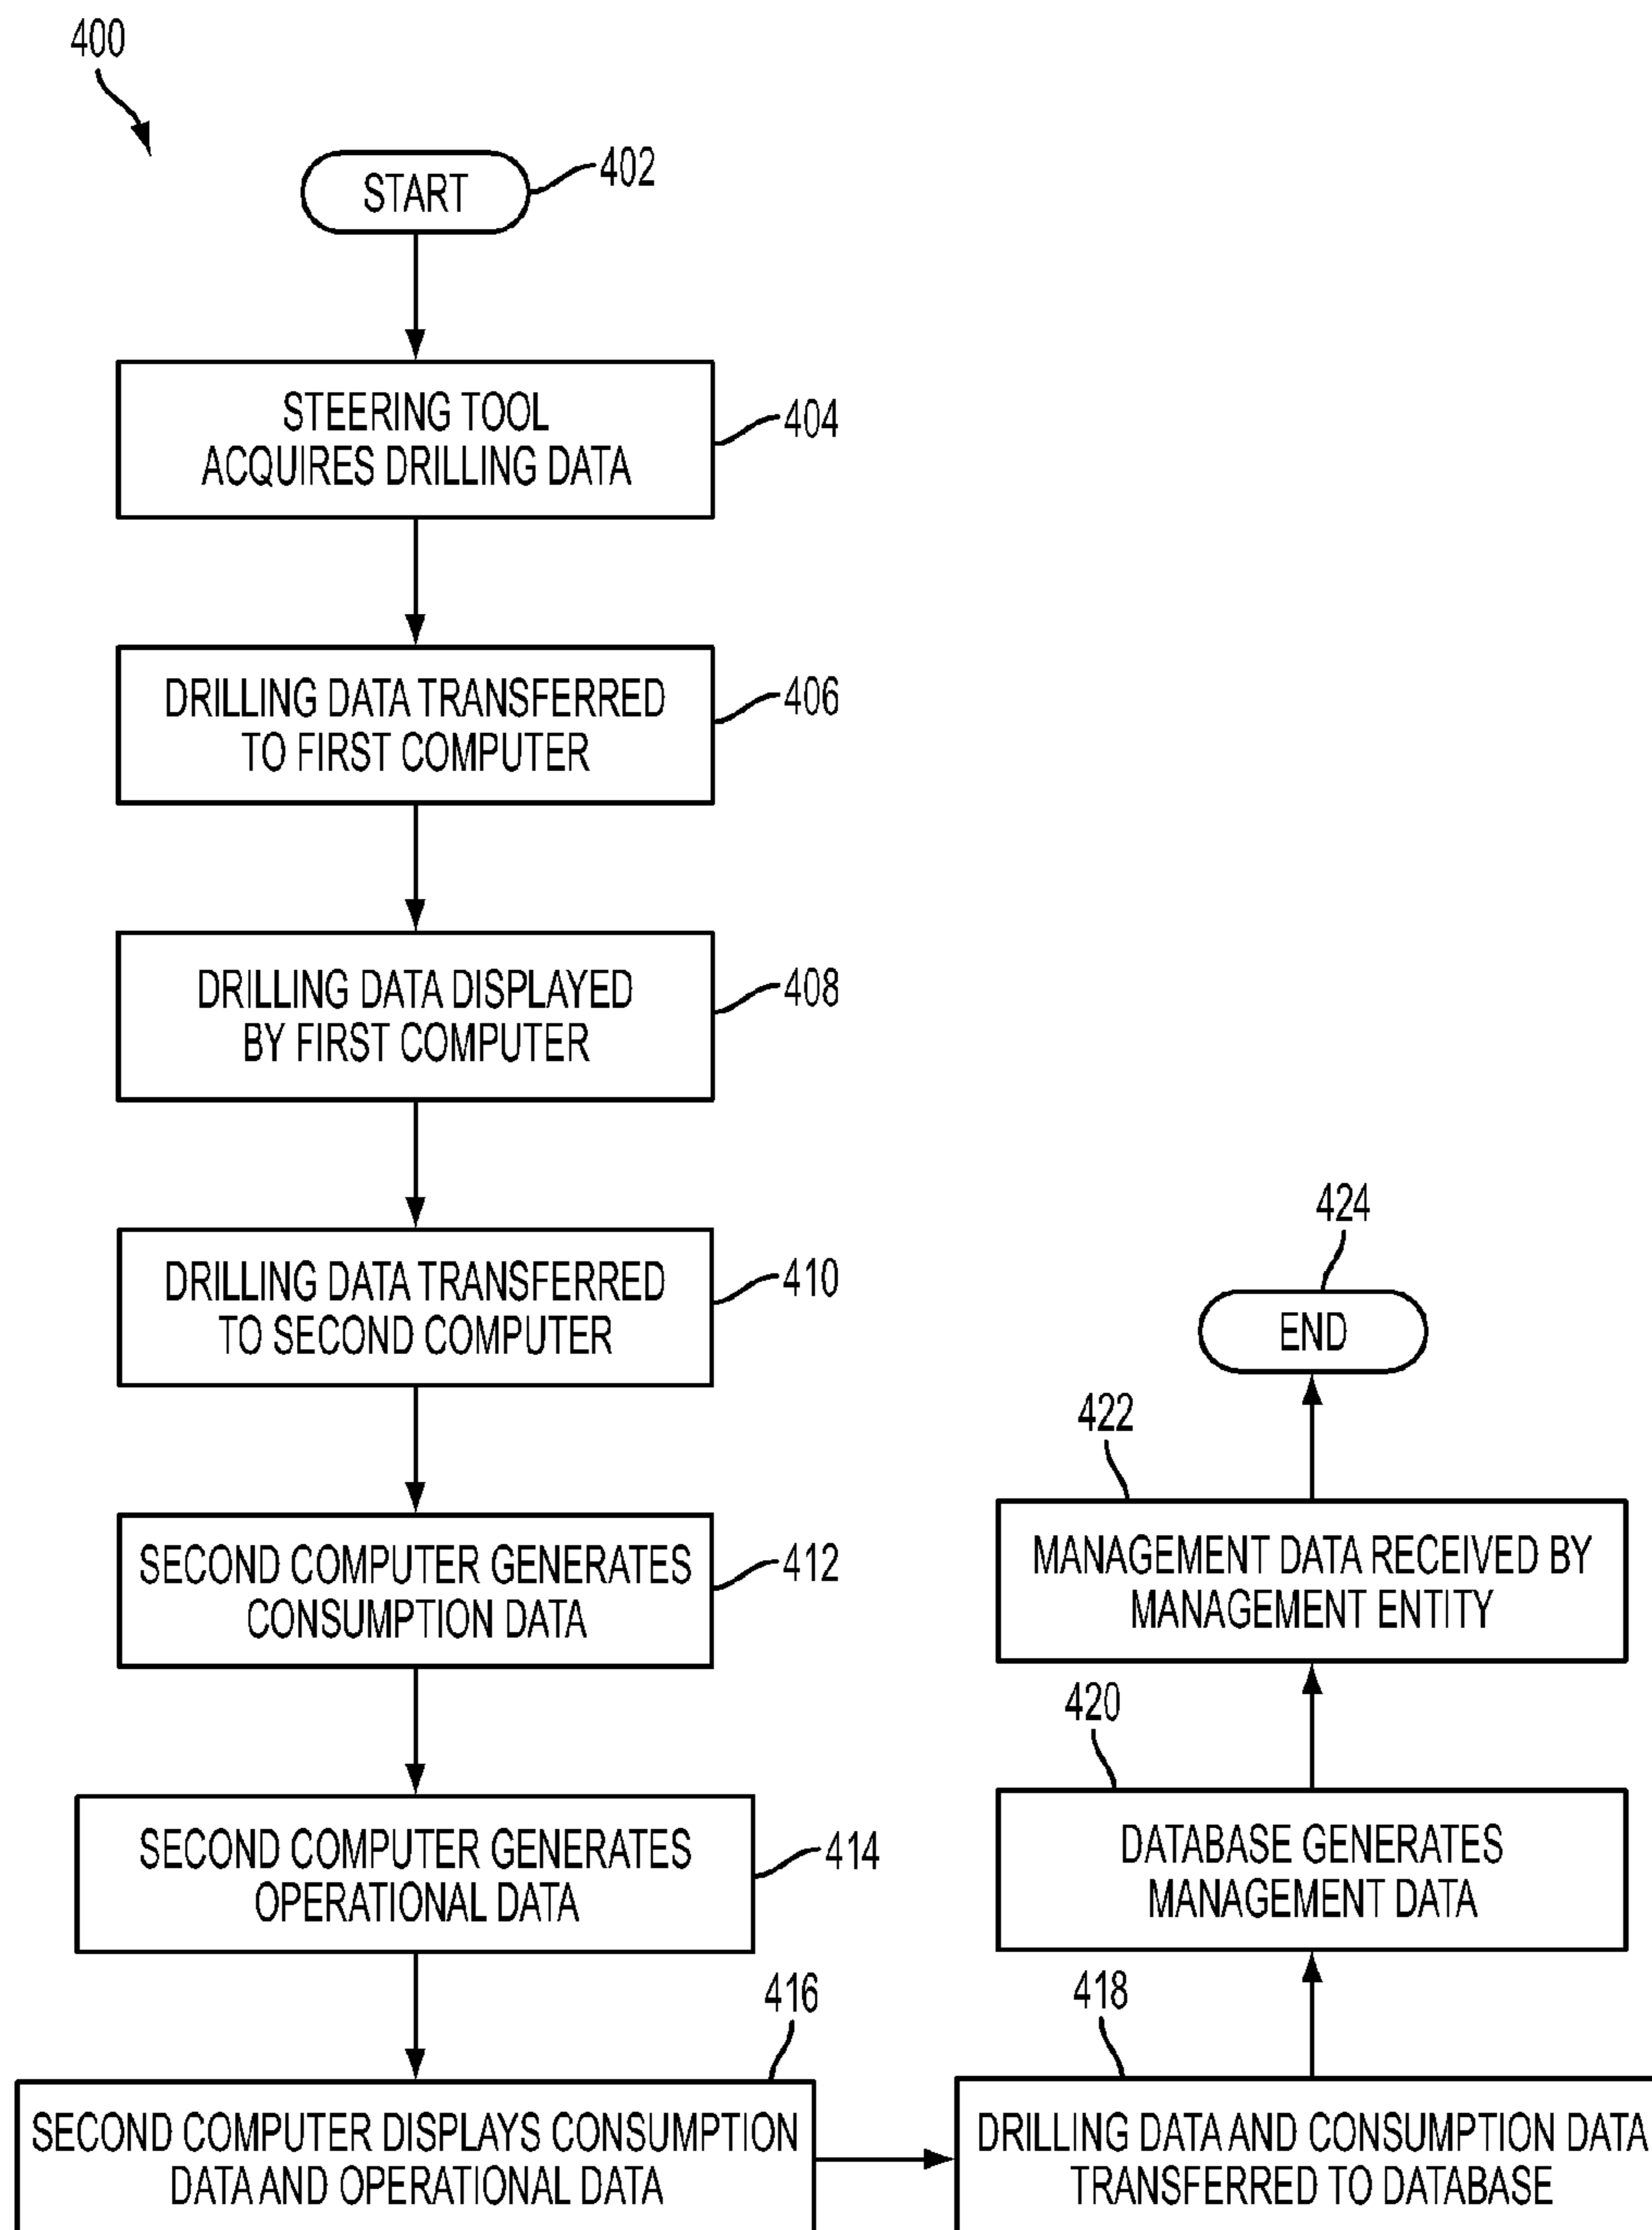 400
START
402
STEERING TOOL
ACQUIRES DRILLING DATA
404
DRILLING DATA TRANSFERRED
TO FIRST COMPUTER
406
DRILLING DATA DISPLAYED
BY FIRST COMPUTER
408
DRILLING DATA TRANSFERRED
TO SECOND COMPUTER
410
SECOND COMPUTER GENERATES
CONSUMPTION DATA
412
SECOND COMPUTER GENERATES
OPERATIONAL DATA
414
416
SECOND COMPUTER DISPLAYS CONSUMPTION
DATA AND OPERATIONAL DATA
418
DRILLING DATA AND CONSUMPTION DATA
TRANSFERRED TO DATABASE
420
DATABASE GENERATES
MANAGEMENT DATA
422
MANAGEMENT DATA RECEIVED BY
MANAGEMENT ENTITY
424
END